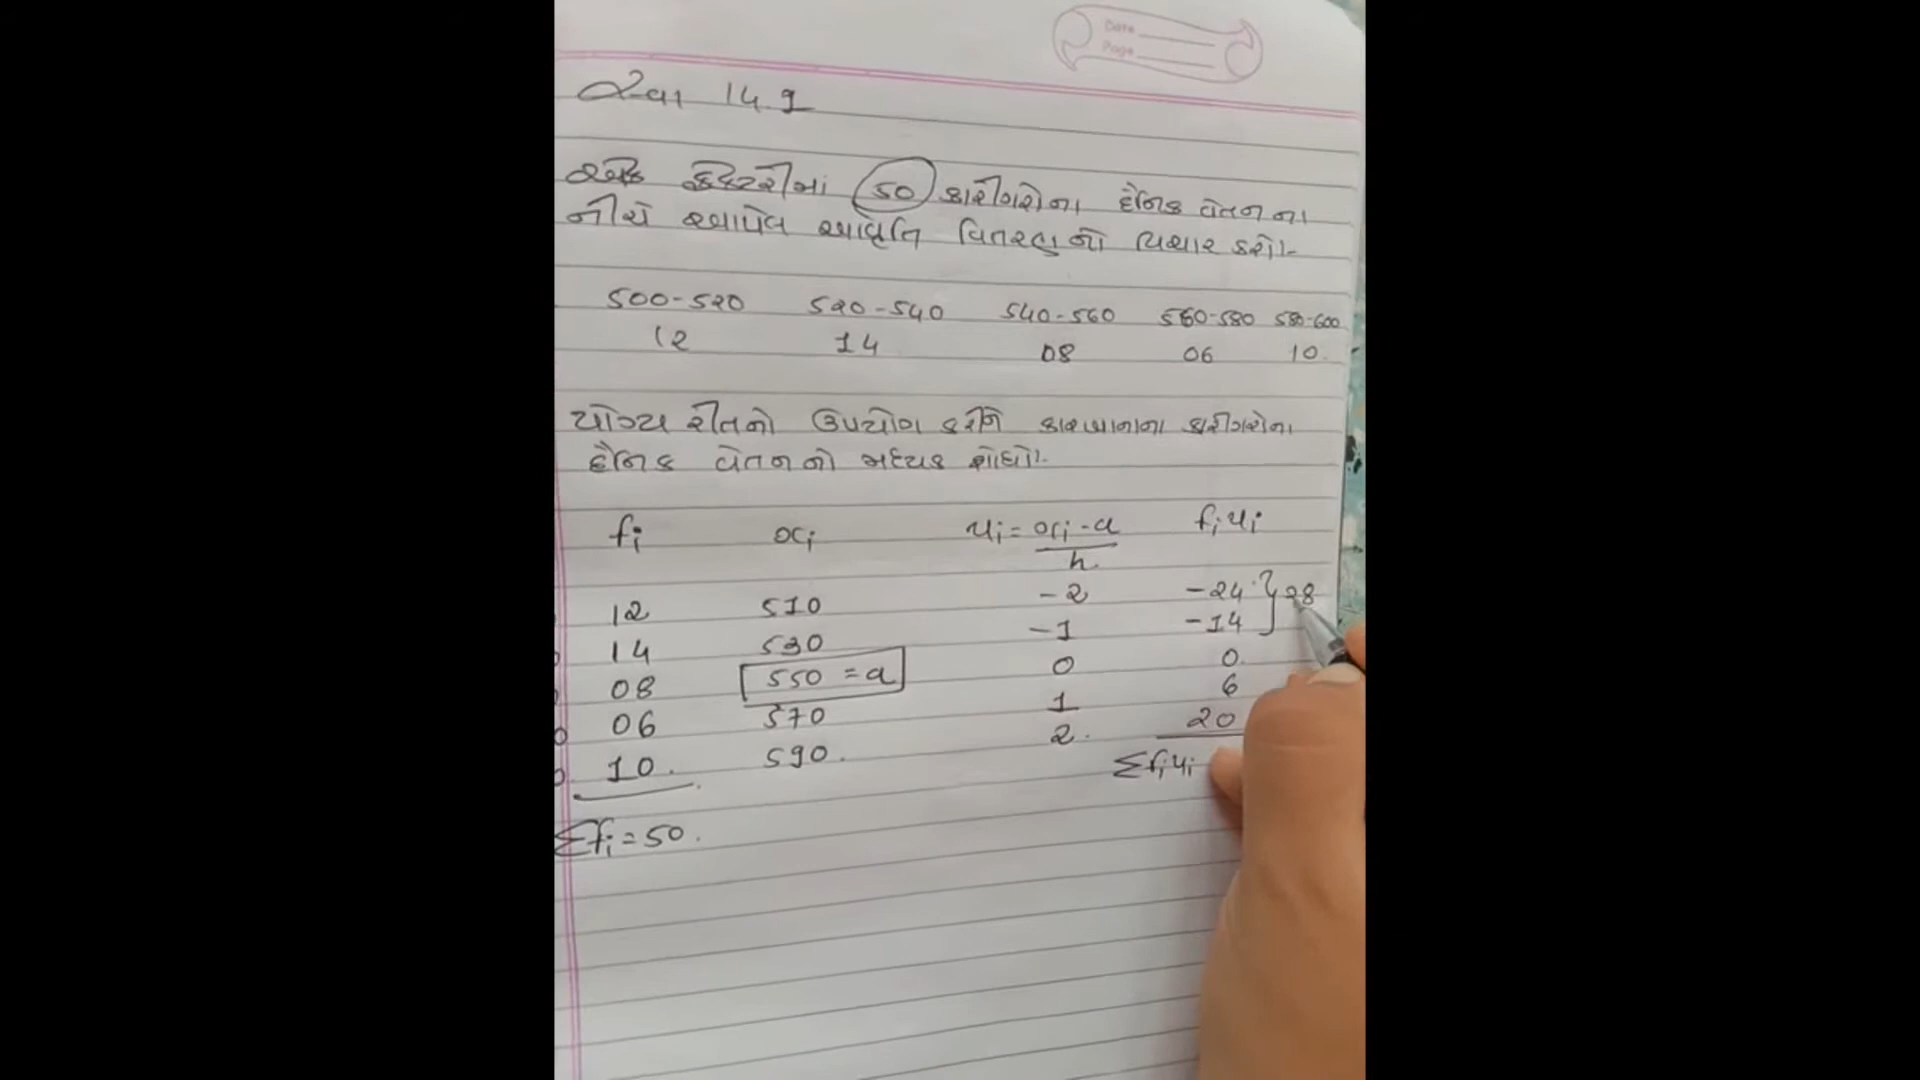 Date
Page
સ્વા 14.1
એક ફેક્ટરીમાં 50 કારીગરોના દૈનિક વેતનના
નીચે આપેલ આવૃત્તિ વિતરણનો વિચાર કરો.
500-520 520-540 540-560 560-580 580-600
12 14 08 06 10
યોગ્ય રીતનો ઉપયોગ કરીને કારખાનાના કારીગરોના
દૈનિક વેતનનો મધ્યક શોધો.
fi xi ui = xi - a / h fiui
12 510 -2 -24 } 28
14 530 -1 -14
08 550 = a 0 0
06 570 1 6
10 590 2 20
Σfi = 50 Σfiui